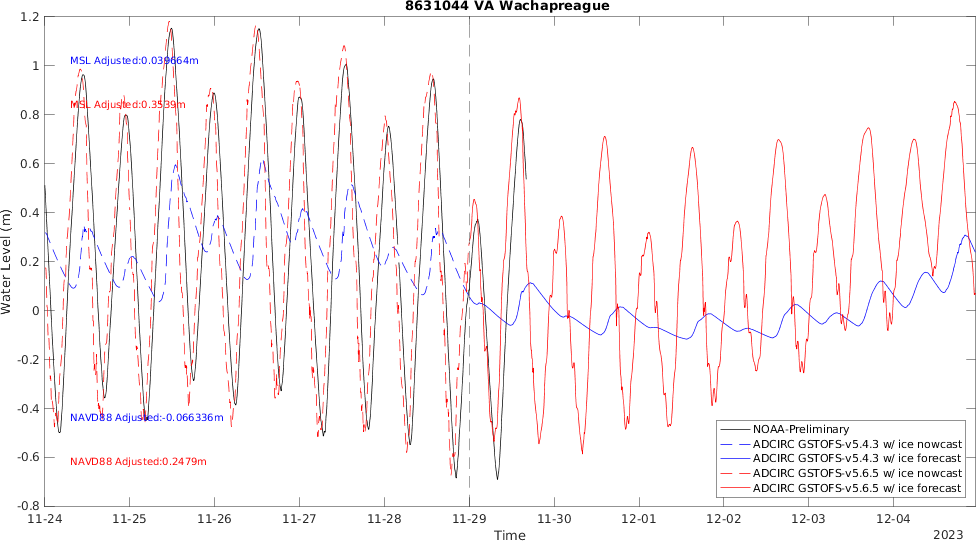 8631044 VA Wachapreague
1.2
1
0.8
0.6
0.4
0.2
0
-0.2
-0.4
-0.6
-0.8
Water Level (m)
MSL Adjusted:0.039664m
MSL Adjusted:0.3539m
NAVD88 Adjusted:-0.066336m
NAVD88 Adjusted:0.2479m
NOAA-Preliminary
ADCIRC GSTOFS-v5.4.3 w/ ice nowcast
ADCIRC GSTOFS-v5.4.3 w/ ice forecast
ADCIRC GSTOFS-v5.6.5 w/ ice nowcast
ADCIRC GSTOFS-v5.6.5 w/ ice forecast
11-24 11-25 11-26 11-27 11-28 11-29 11-30 12-01 12-02 12-03 12-04
Time
2023